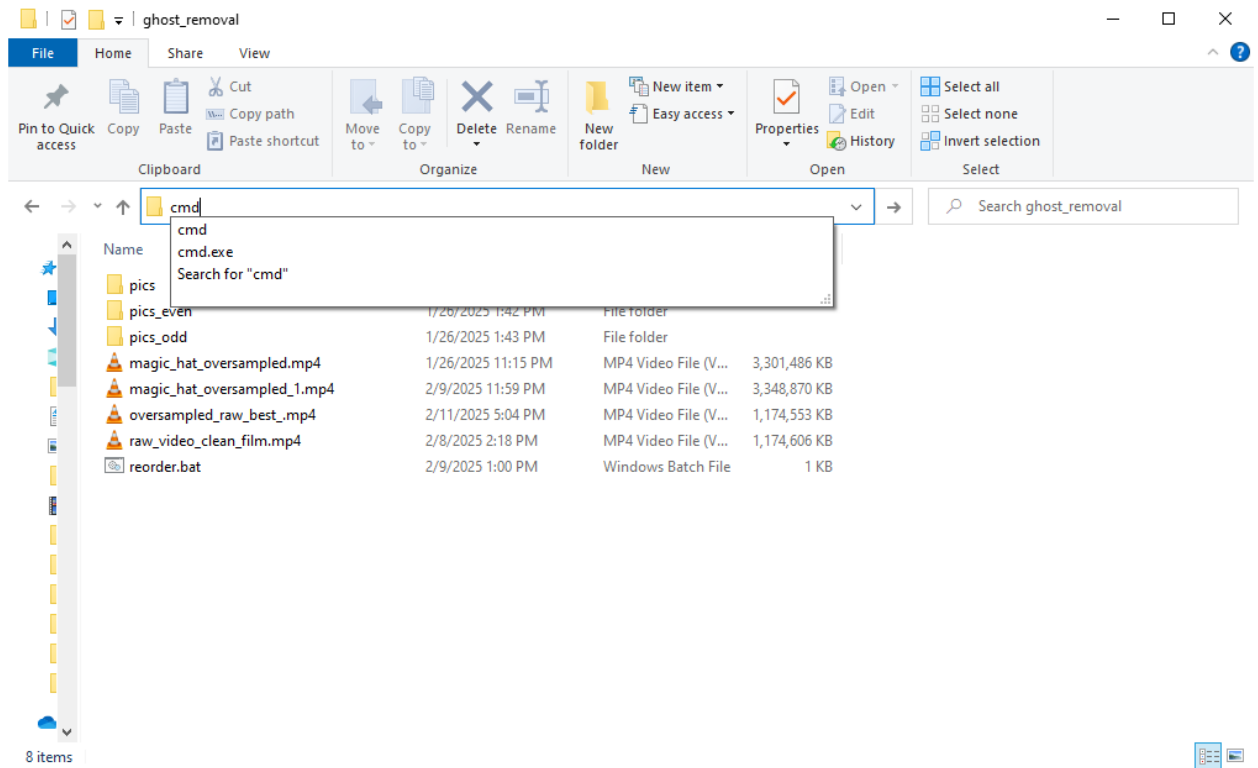 ghost_removal
File Home Share View
Pin to Quick access
Copy
Paste
Cut
Copy path
Paste shortcut
Clipboard
Move to
Copy to
Delete
Rename
Organize
New folder
New item
Easy access
New
Properties
Open
Edit
History
Open
Select all
Select none
Invert selection
Select
cmd
Search ghost_removal
cmd
cmd.exe
Search for "cmd"
Name
pics
pics_even 1/26/2025 1:42 PM File folder
pics_odd 1/26/2025 1:43 PM File folder
magic_hat_oversampled.mp4 1/26/2025 11:15 PM MP4 Video File (V... 3,301,486 KB
magic_hat_oversampled_1.mp4 2/9/2025 11:59 PM MP4 Video File (V... 3,348,870 KB
oversampled_raw_best_.mp4 2/11/2025 5:04 PM MP4 Video File (V... 1,174,553 KB
raw_video_clean_film.mp4 2/8/2025 2:18 PM MP4 Video File (V... 1,174,606 KB
reorder.bat 2/9/2025 1:00 PM Windows Batch File 1 KB
8 items